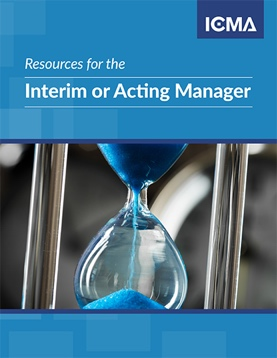 ICMA
Resources for the
Interim or Acting Manager